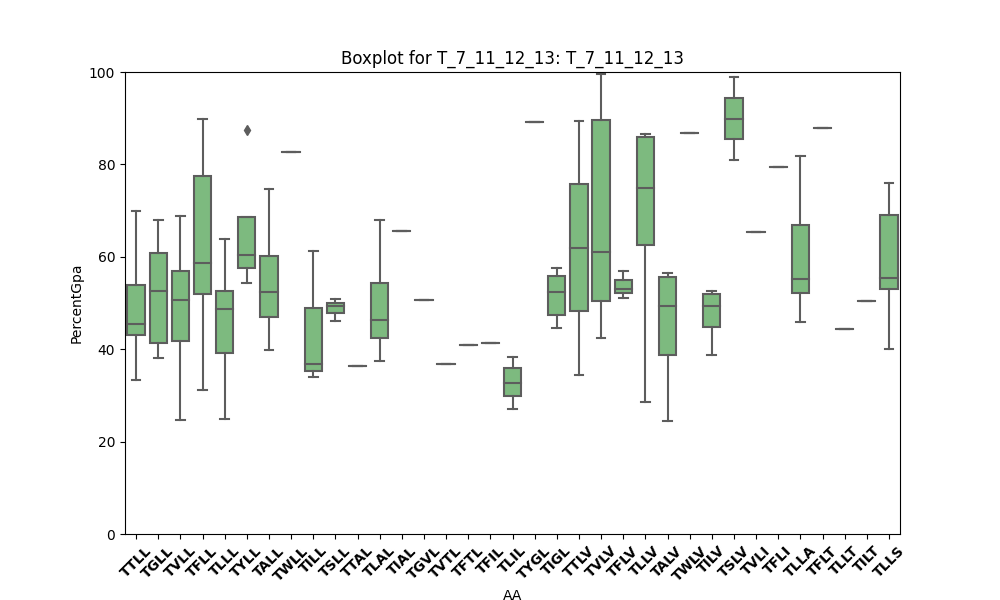 Boxplot for T_7_11_12_13: T_7_11_12_13
100
80
60
40
20
0
PercentGpa
TTLL TGLL TVLL TFLL TLLL TYLL TALL TWLL TILL TSLL TTAL TLAL TIAL TGVL TVTL TFTL TFIL TLIL TYGL TIGL TTLV TVLV TFLV TLLV TALV TWLV TILV TSLV TVLI TFLI TLLA TFLT TLLT TILT TLLS
AA